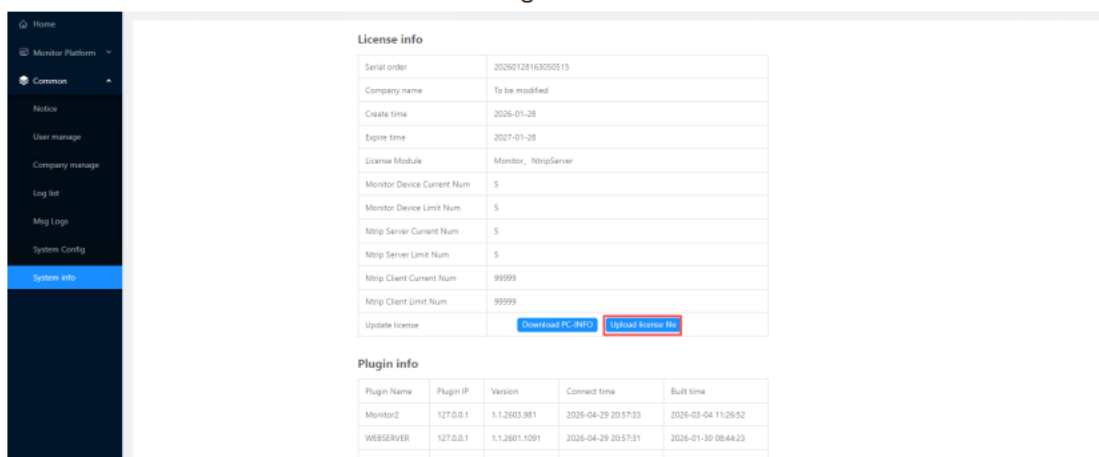 Home
Monitor Platform
Common
Notice
User manage
Company manage
Log list
Msg Logs
System Config
System info
License info
Serial order 20260128163050515
Company name To be modified
Create time 2026-01-28
Expire time 2027-01-28
License Module Monitor、NtripServer
Monitor Device Current Num 5
Monitor Device Limit Num 5
Ntrip Server Current Num 5
Ntrip Server Limit Num 5
Ntrip Client Current Num 99999
Ntrip Client Limit Num 99999
Update license Download PC-INFO Upload license file
Plugin info
Plugin Name Plugin IP Version Connect time Built time
Monitor2 127.0.0.1 1.1.2603.981 2026-04-29 20:57:33 2026-03-04 11:26:52
WEBSERVER 127.0.0.1 1.1.2601.1091 2026-04-29 20:57:31 2026-01-30 08:44:23